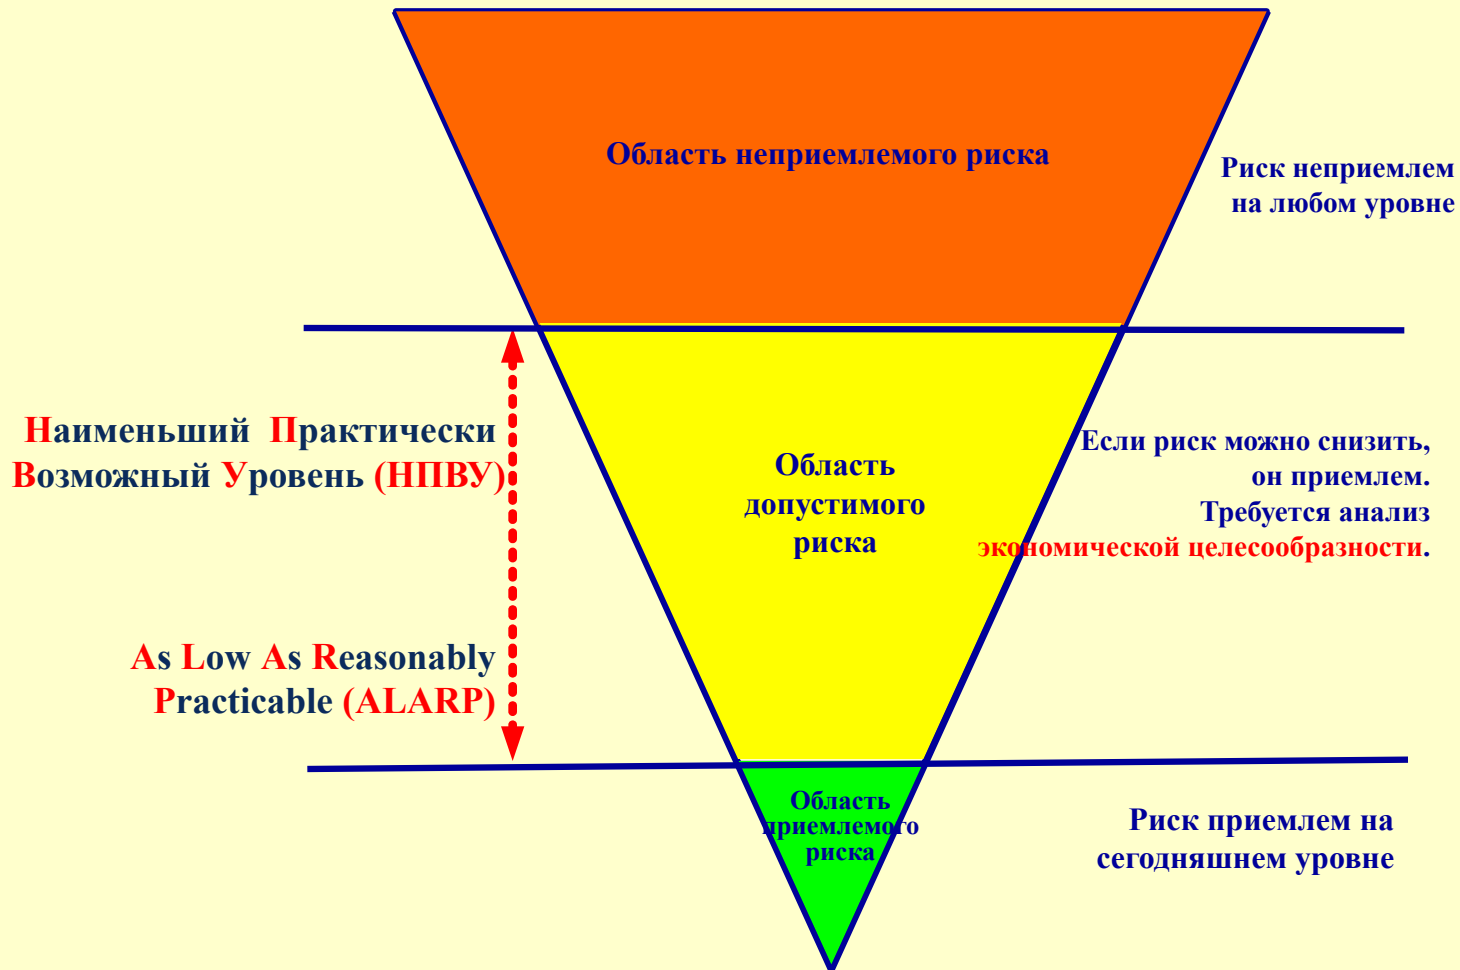 Область неприемлемого риска
Риск неприемлем
на любом уровне
Наименьший Практически
Возможный Уровень (НПВУ)
As Low As Reasonably
Practicable (ALARP)
Область
допустимого
риска
Если риск можно снизить,
он приемлем.
Требуется анализ
экономической целесообразности.
Область
приемлемого
риска
Риск приемлем на
сегодняшнем уровне